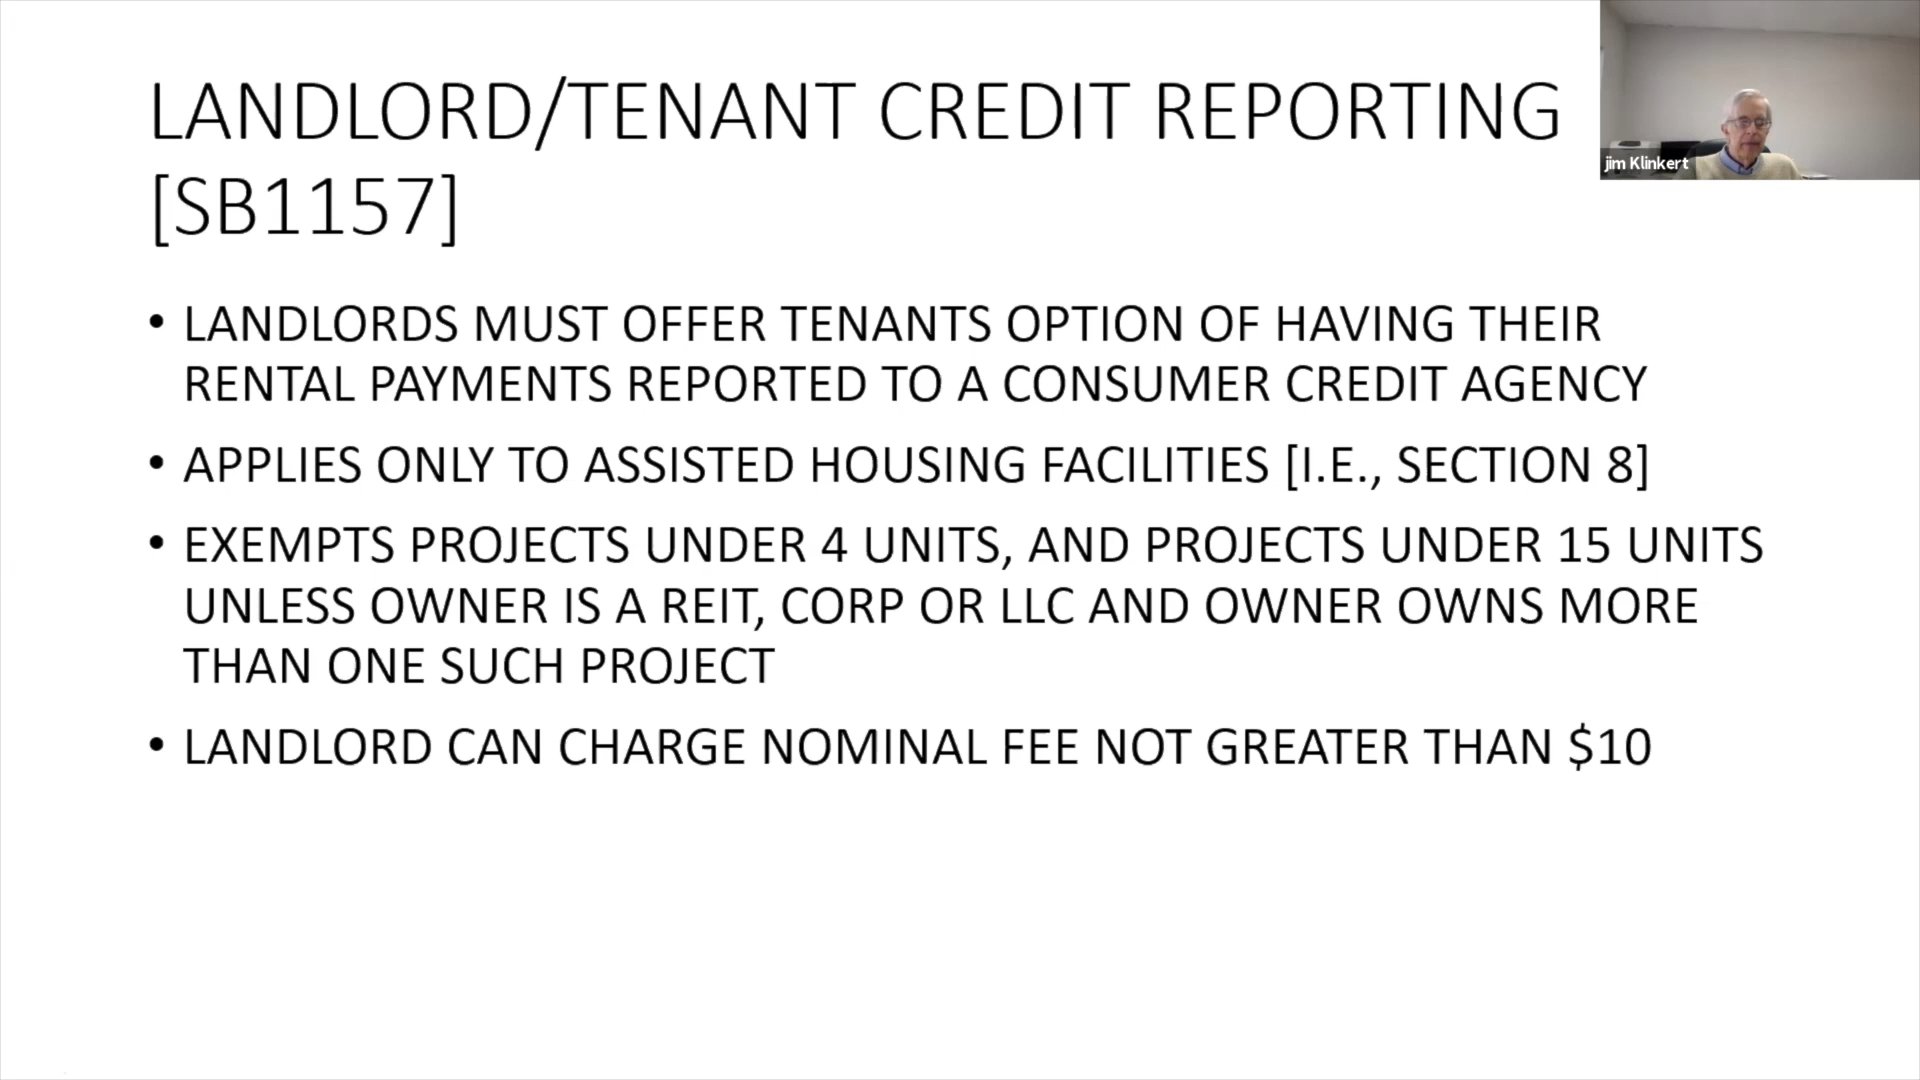 LANDLORD/TENANT CREDIT REPORTING
[SB1157]
jim Klinkert
• LANDLORDS MUST OFFER TENANTS OPTION OF HAVING THEIR
RENTAL PAYMENTS REPORTED TO A CONSUMER CREDIT AGENCY
• APPLIES ONLY TO ASSISTED HOUSING FACILITIES [I.E., SECTION 8]
• EXEMPTS PROJECTS UNDER 4 UNITS, AND PROJECTS UNDER 15 UNITS
UNLESS OWNER IS A REIT, CORP OR LLC AND OWNER OWNS MORE
THAN ONE SUCH PROJECT
• LANDLORD CAN CHARGE NOMINAL FEE NOT GREATER THAN $10